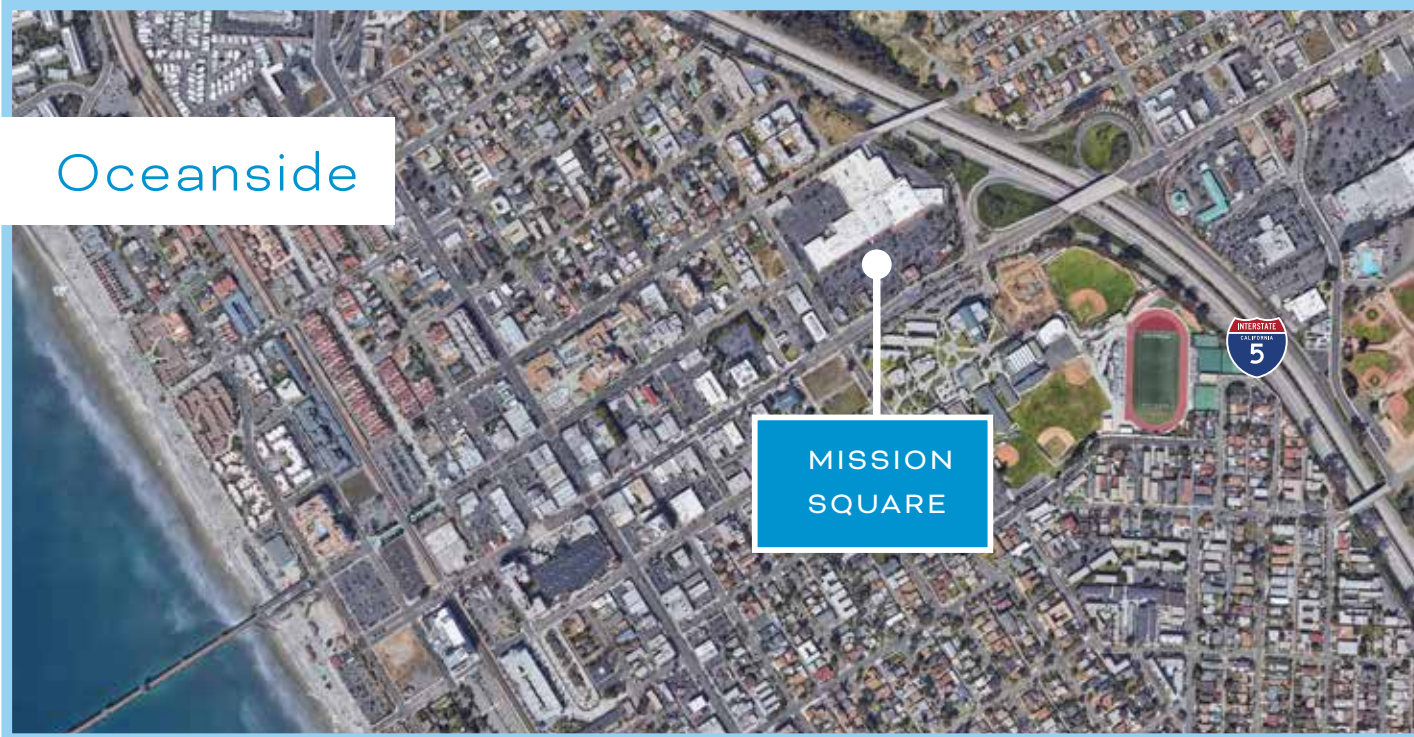 Oceanside
INTERSTATE
CALIFORNIA
5
MISSION
SQUARE